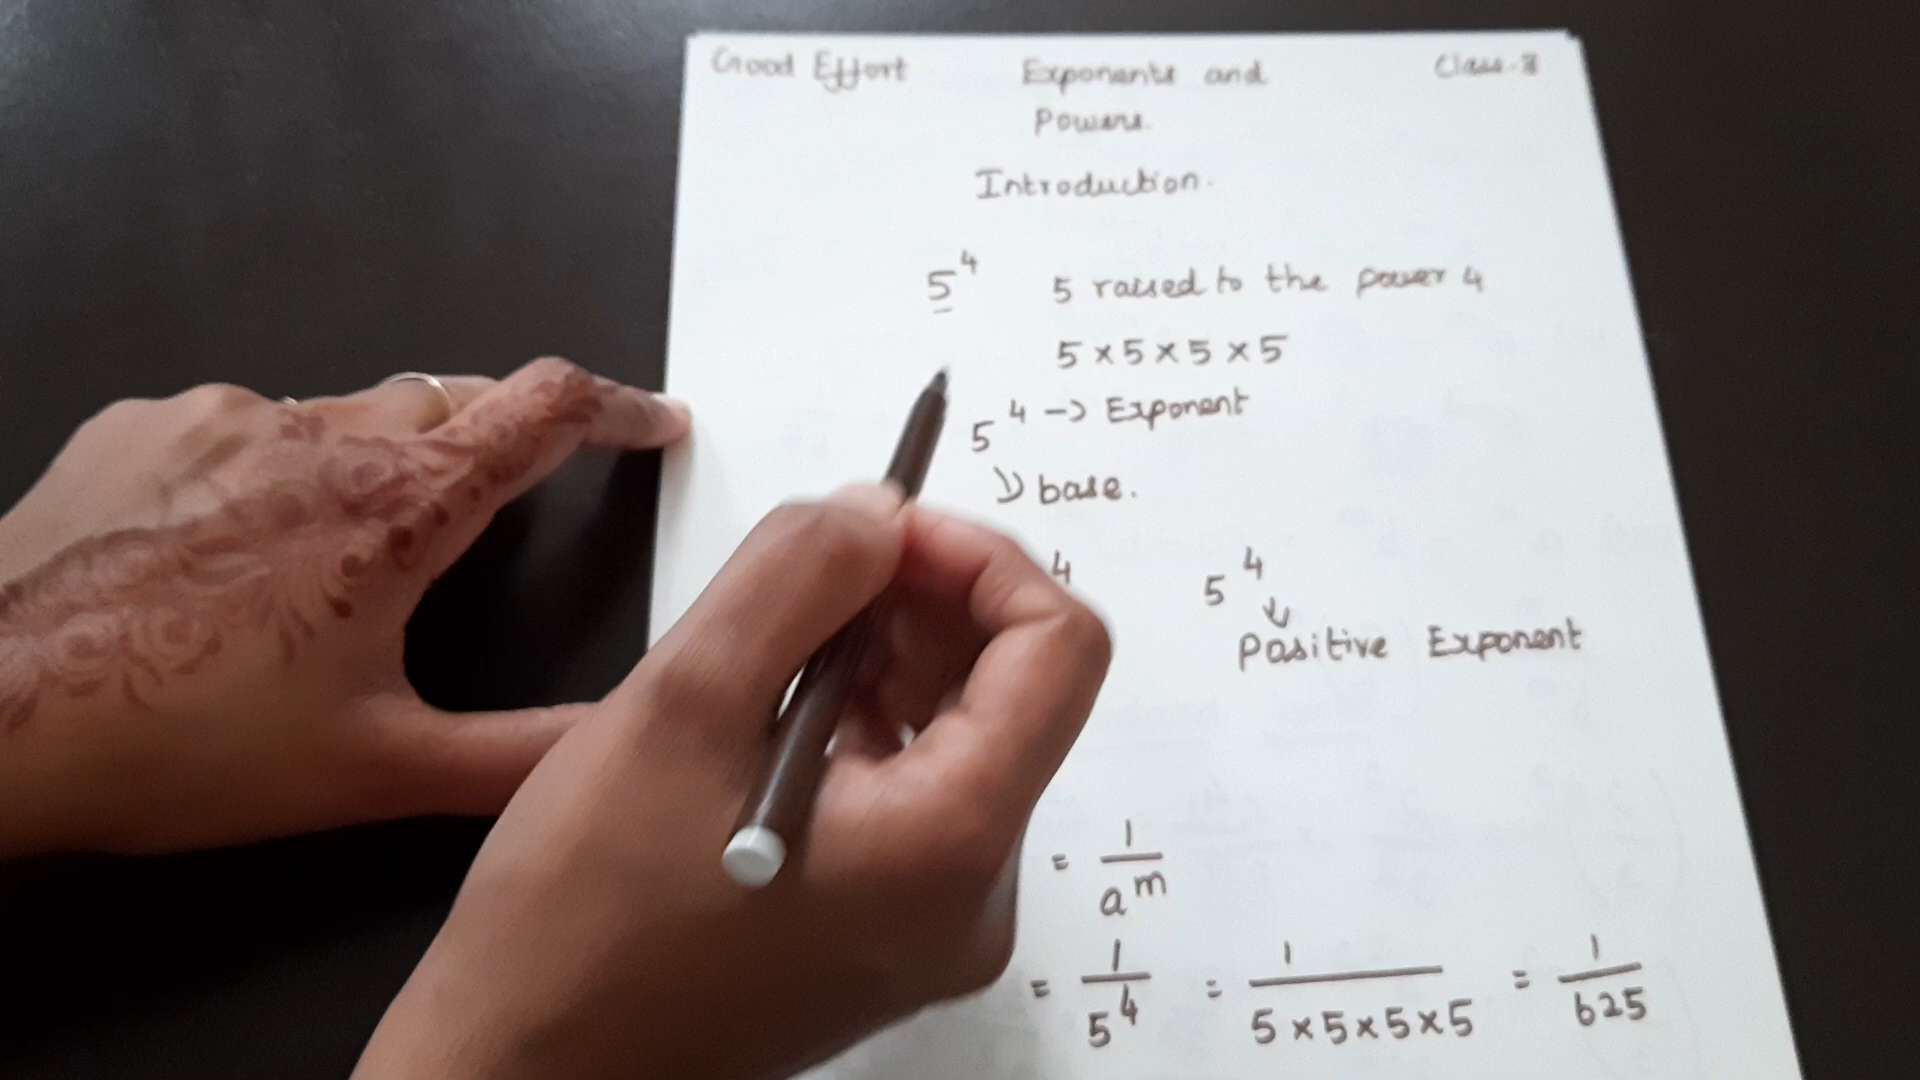 Good Effort Exponents and Class-8
Powers.
Introduction.
5⁴ 5 raised to the power 4
5 × 5 × 5 × 5
5⁴ -> Exponent
base.
4 5⁴
Positive Exponent
= 1/a^m
= 1/5⁴ = 1/(5 × 5 × 5 × 5) = 1/625